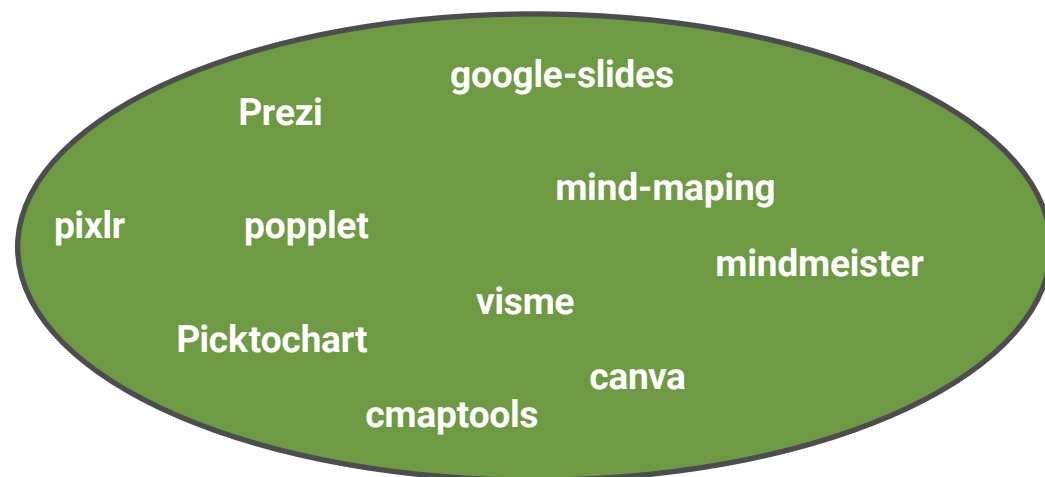 google-slides
Prezi
mind-maping
pixlr
popplet
mindmeister
visme
Picktochart
canva
cmaptools